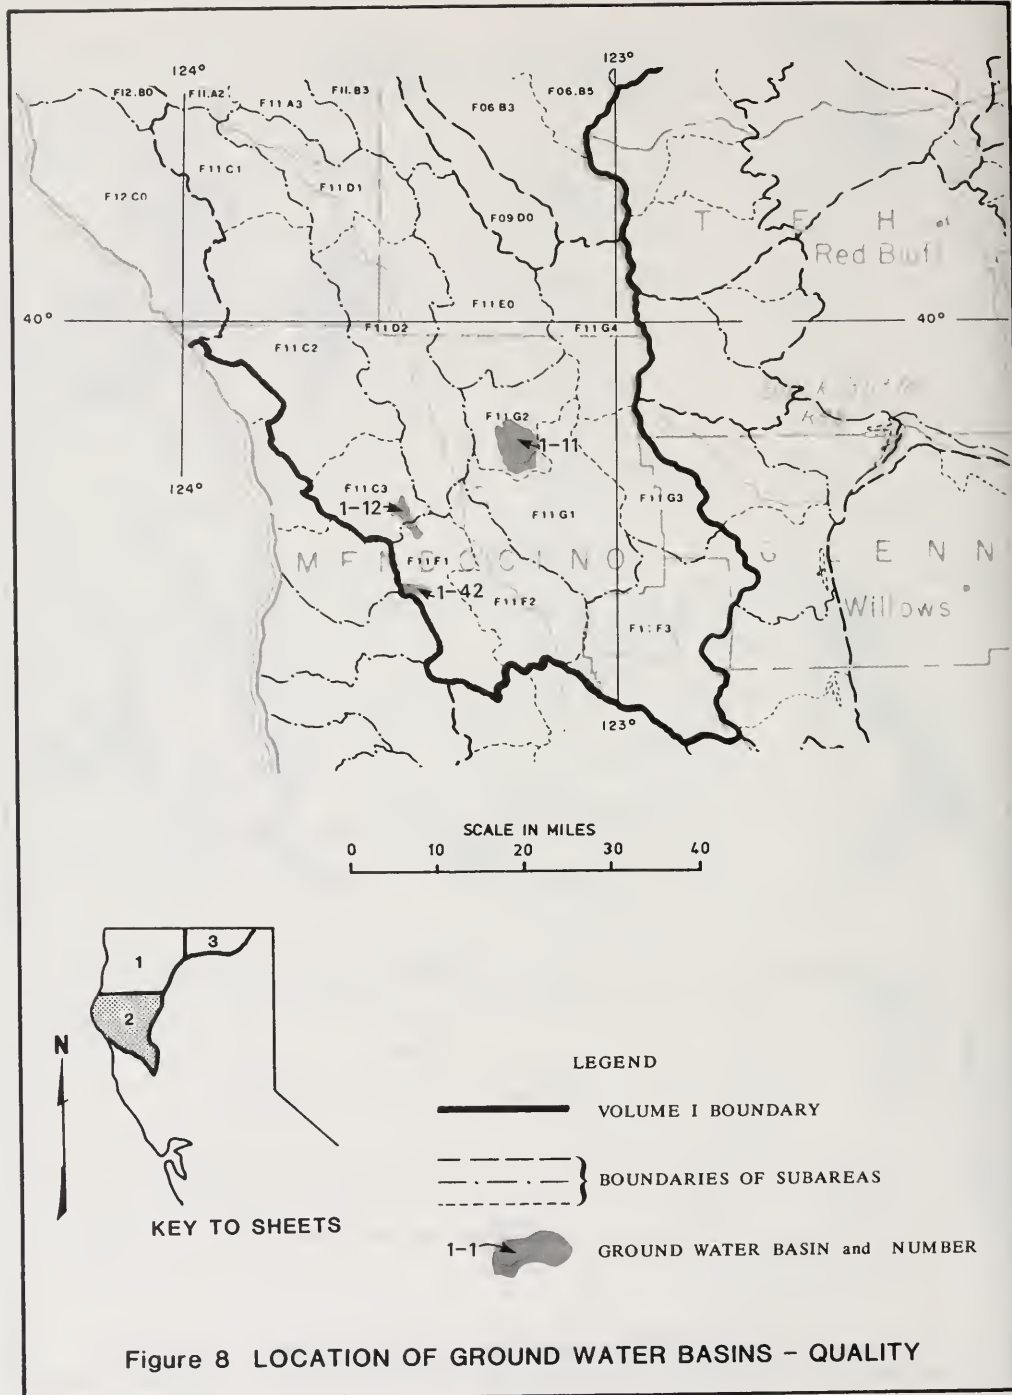 124°
123°
F12.B0
F11.A2
F11 A3
F11.B3
F06 B3
F06.B5
F11 C1
F12 C0
F11 D1
F09 D0
T E H
Red Bluff
F11 E0
40°
F11 D2
F11 G4
40°
F11 C2
F11 G2
1-11
124°
F11 C3
1-12
F11 G1
F11 G3
MENDOCINO
GLENN
F11 F1
1-42
F11 F2
Willows
F11 F3
123°
SCALE IN MILES
0 10 20 30 40
1
3
2
N
KEY TO SHEETS
LEGEND
VOLUME I BOUNDARY
BOUNDARIES OF SUBAREAS
1-1
GROUND WATER BASIN and NUMBER
Figure 8 LOCATION OF GROUND WATER BASINS – QUALITY